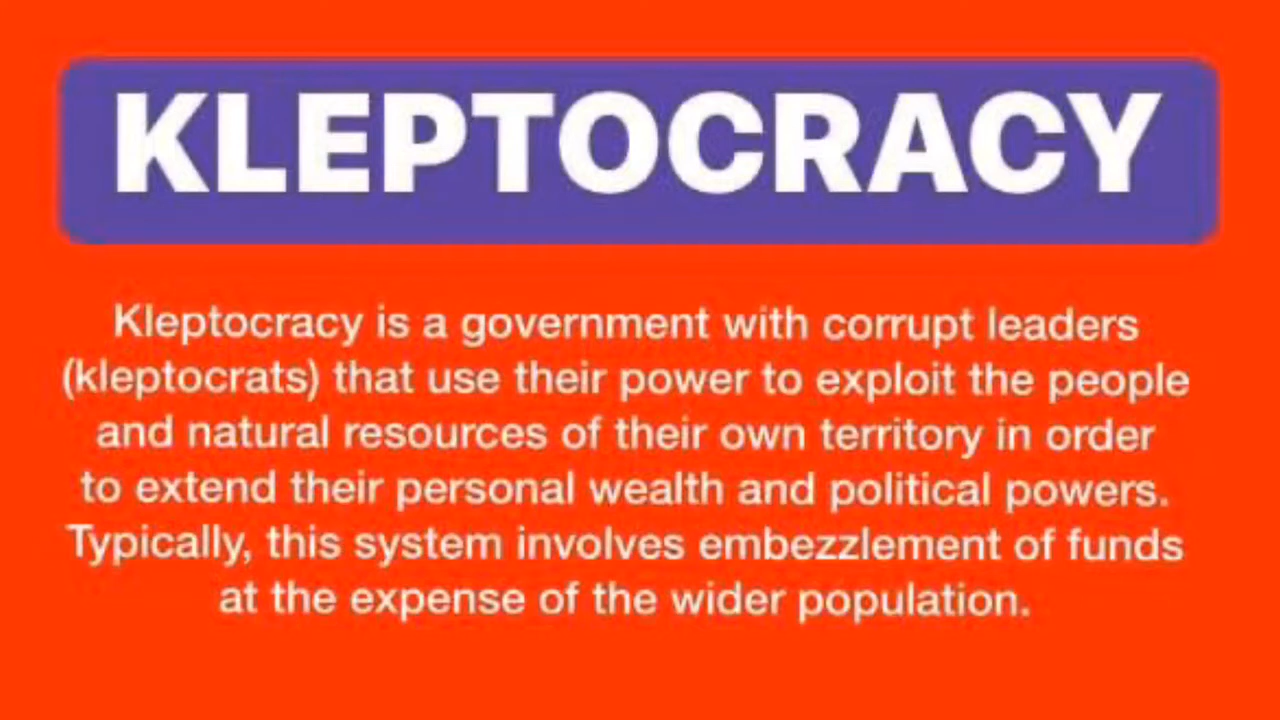 KLEPTOCRACY
Kleptocracy is a government with corrupt leaders
(kleptocrats) that use their power to exploit the people
and natural resources of their own territory in order
to extend their personal wealth and political powers.
Typically, this system involves embezzlement of funds
at the expense of the wider population.